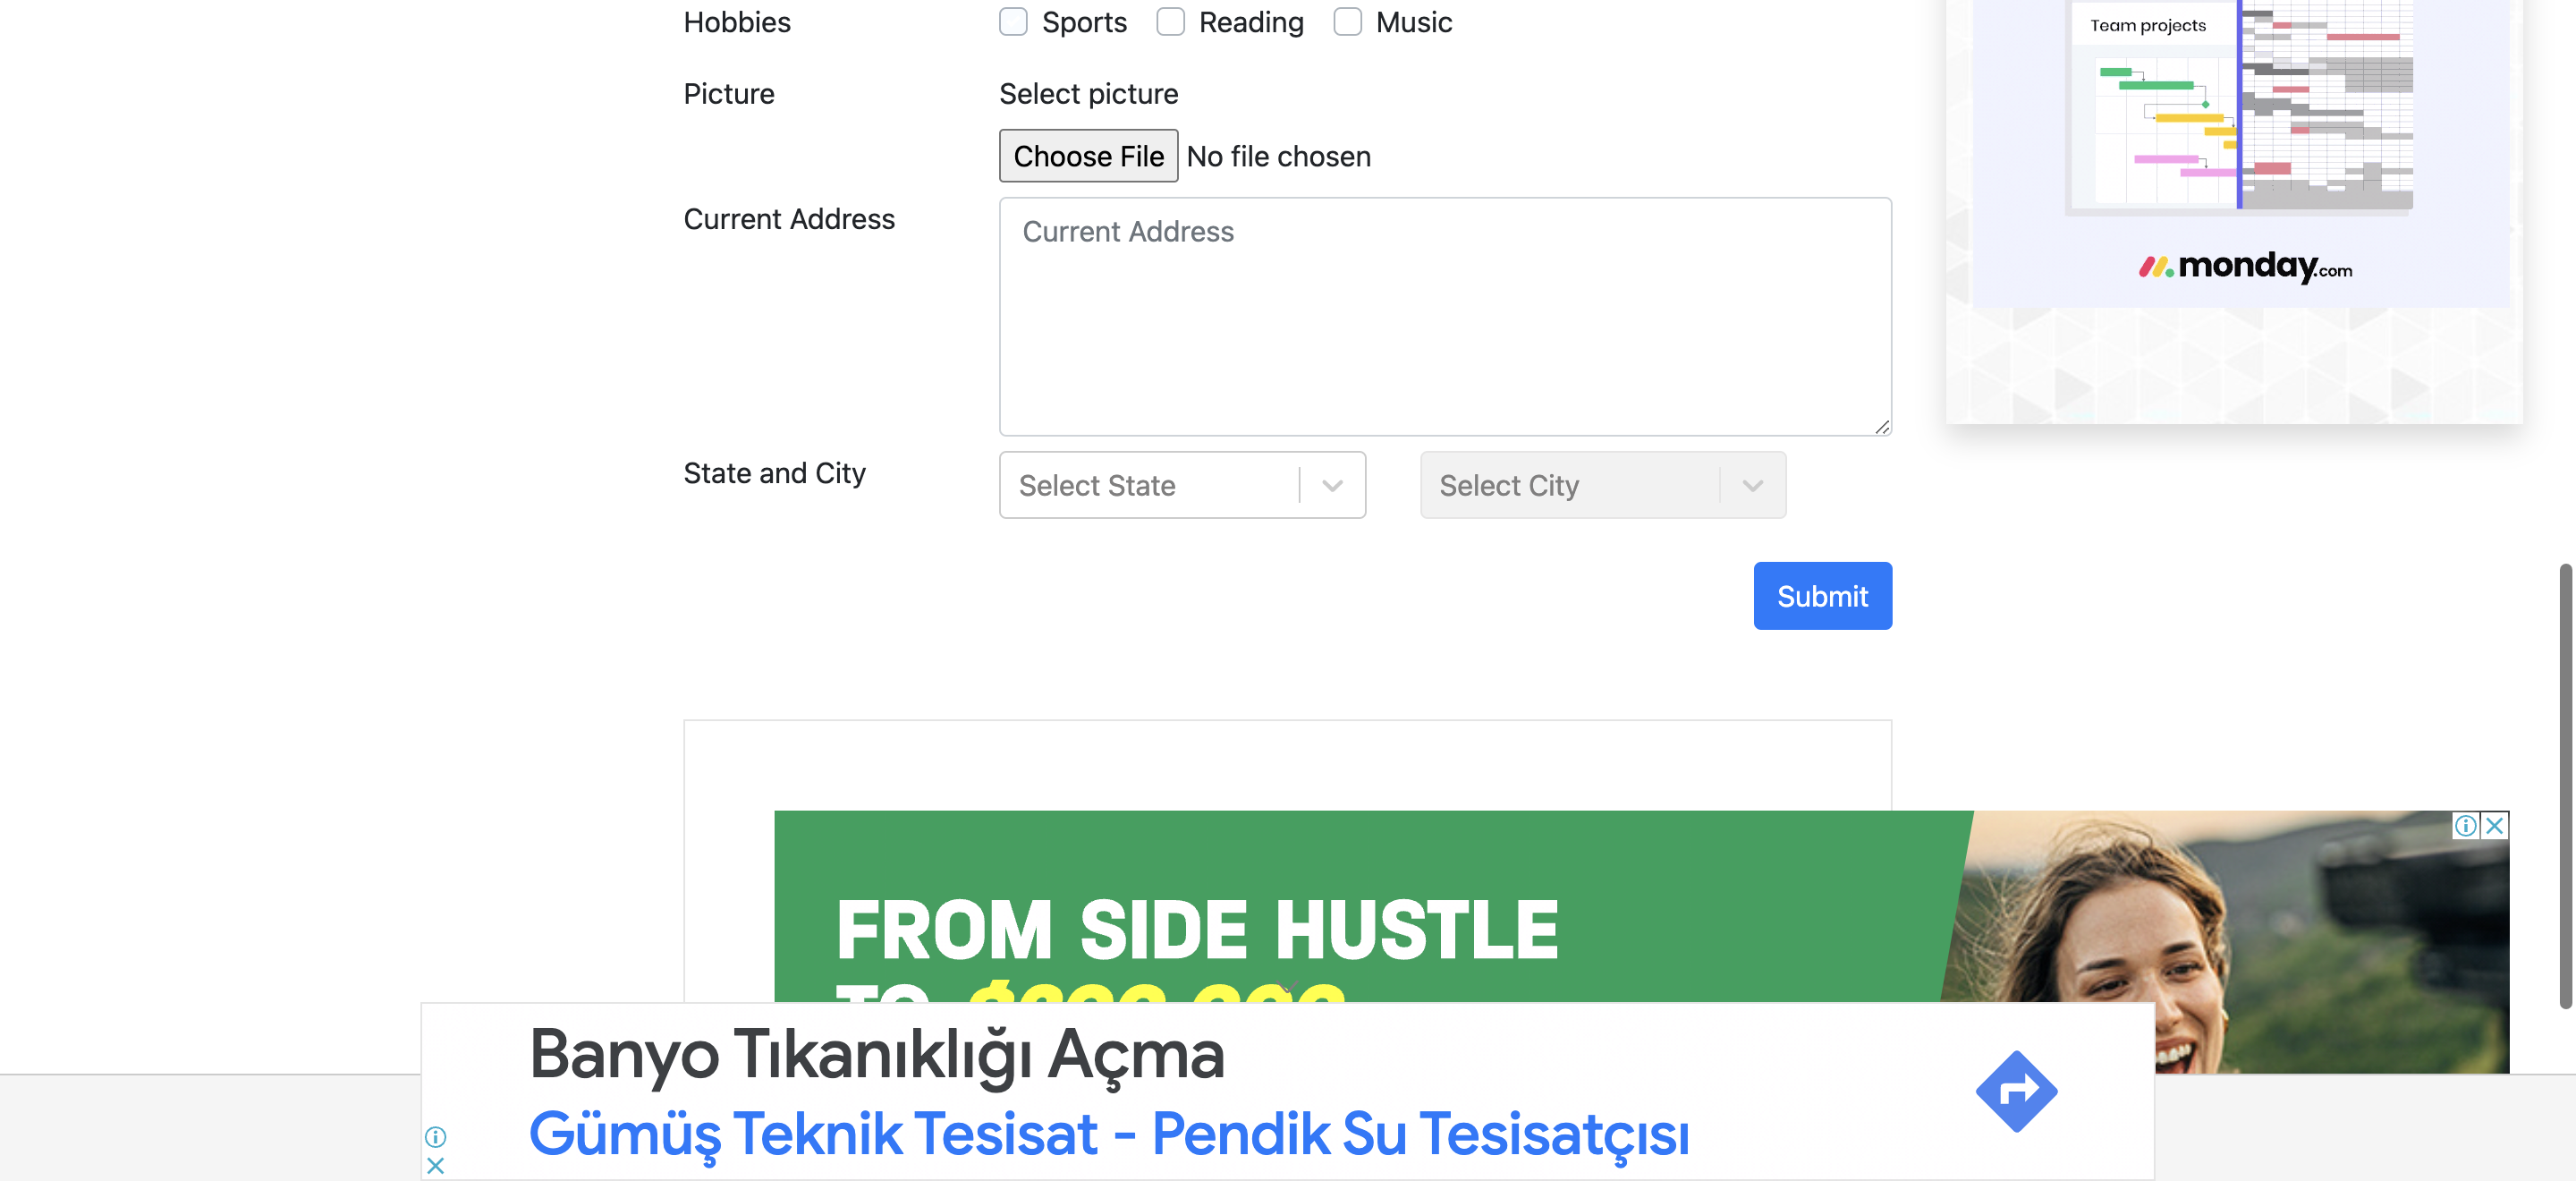 Hobbies
Sports Reading Music
Picture
Select picture
Choose File No file chosen
Current Address
Current Address
State and City
Select State
Select City
Submit
Team projects
monday.com
FROM SIDE HUSTLE
Banyo Tıkanıklığı Açma
Gümüş Teknik Tesisat - Pendik Su Tesisatçısı